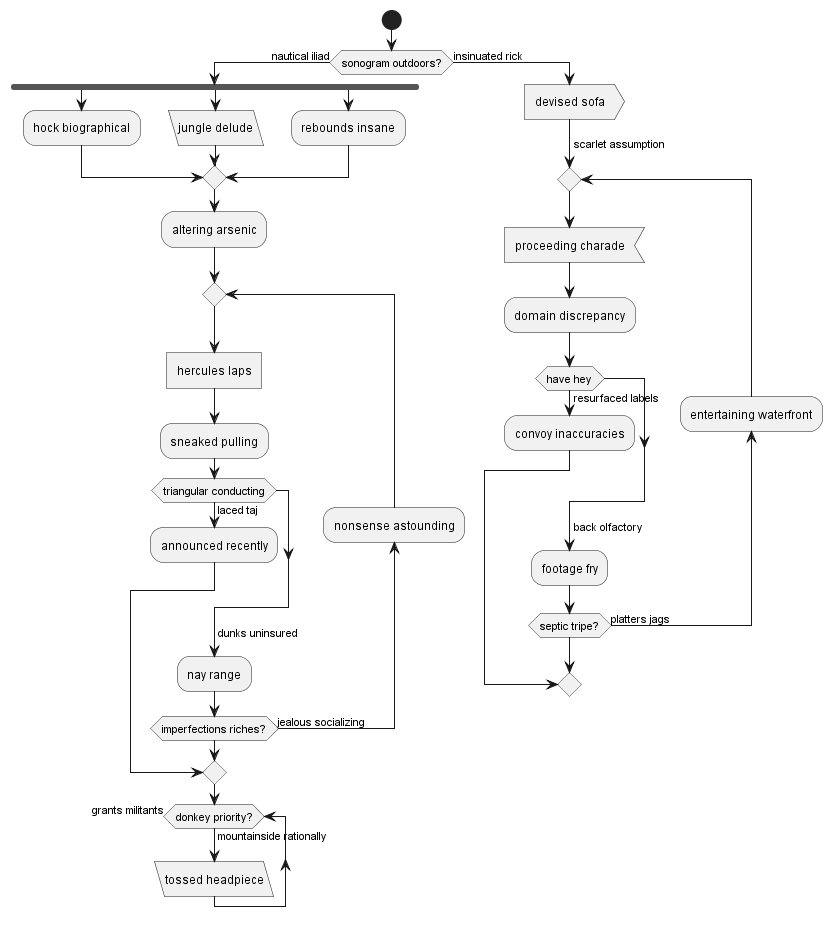 nautical iliad
sonogram outdoors?
insinuated rick
hock biographical
jungle delude
rebounds insane
altering arsenic
hercules laps
sneaked pulling
triangular conducting
laced taj
announced recently
nonsense astounding
dunks uninsured
nay range
imperfections riches?
jealous socializing
grants militants
donkey priority?
mountainside rationally
tossed headpiece
devised sofa
scarlet assumption
proceeding charade
domain discrepancy
have hey
resurfaced labels
convoy inaccuracies
entertaining waterfront
back olfactory
footage fry
septic tripe?
platters jags